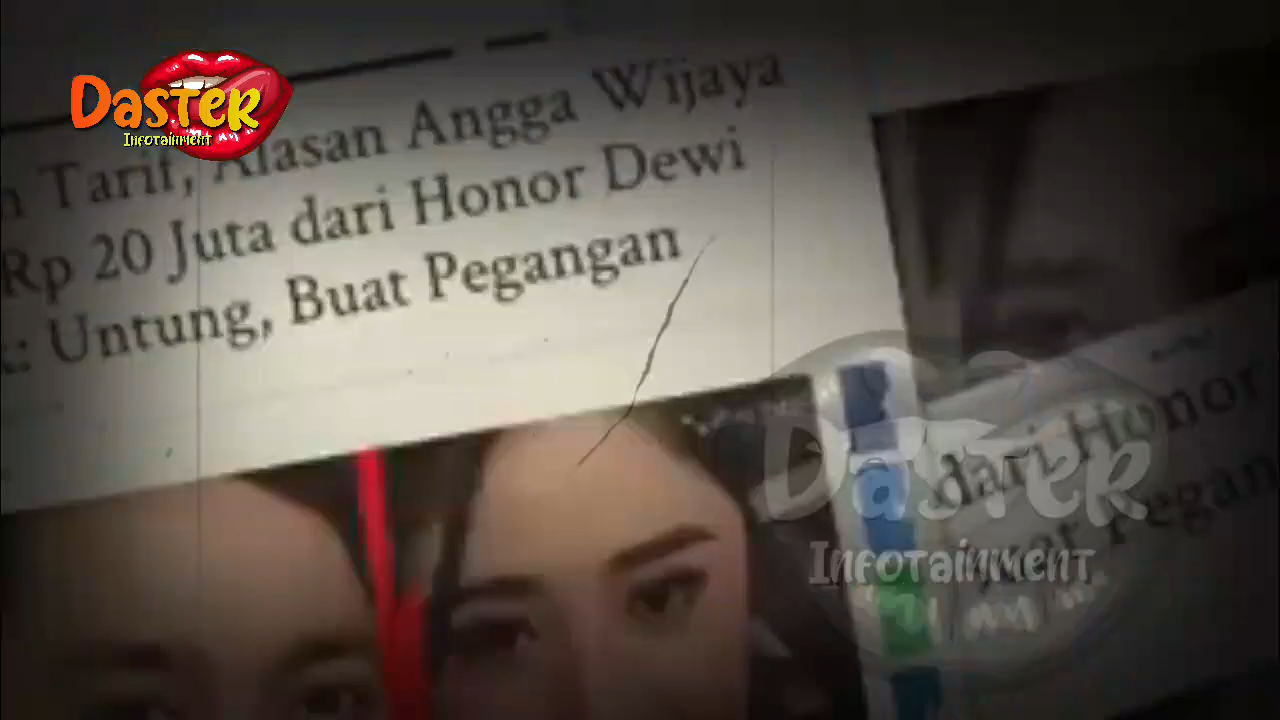 DASTER
INFOTAINMENT
Tarif, Alasan Angga Wijaya
Rp 20 Juta dari Honor Dewi
: Untung, Buat Pegangan
dari Honor
DASTER
INFOTAINMENT